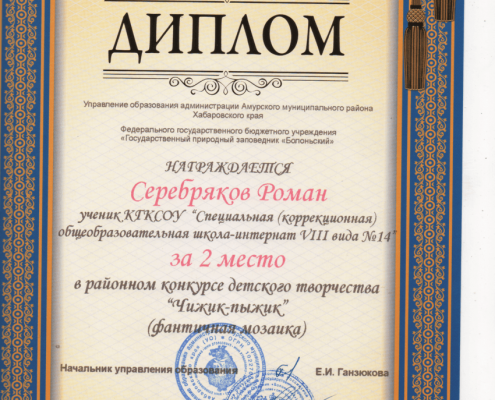 ДИПЛОМ
Управление образования администрации Амурского муниципального района
Хабаровского края
Федерального государственного бюджетного учреждения
«Государственный природный заповедник «Болоньский»
НАГРАЖДАЕТСЯ
Серебряков Роман
ученик КГКСОУ "Специальная (коррекционная)
общеобразовательная школа-интернат VIII вида №14"
за 2 место
в районном конкурсе детского творчества
"Чижик-пыжик"
(фантичная мозаика)
Начальник управления образования Е.И. Ганзюкова